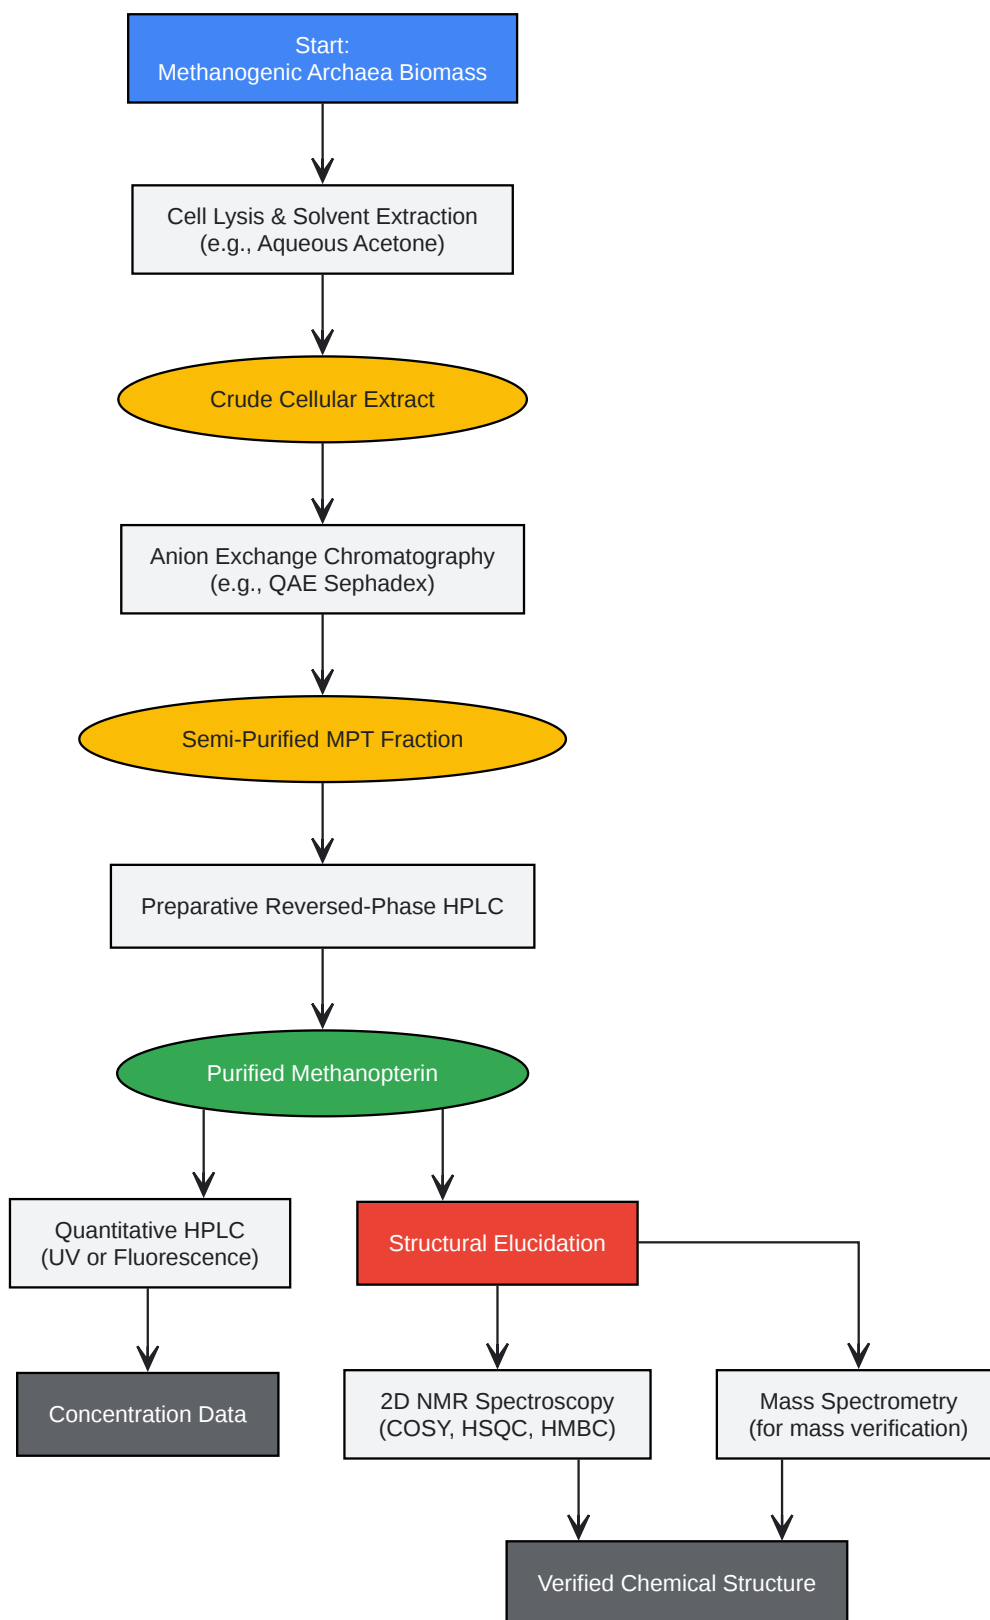 Start:
Methanogenic Archaea Biomass
Cell Lysis & Solvent Extraction
(e.g., Aqueous Acetone)
Crude Cellular Extract
Anion Exchange Chromatography
(e.g., QAE Sephadex)
Semi-Purified MPT Fraction
Preparative Reversed-Phase HPLC
Purified Methanopterin
Quantitative HPLC
(UV or Fluorescence)
Structural Elucidation
Concentration Data
2D NMR Spectroscopy
(COSY, HSQC, HMBC)
Mass Spectrometry
(for mass verification)
Verified Chemical Structure